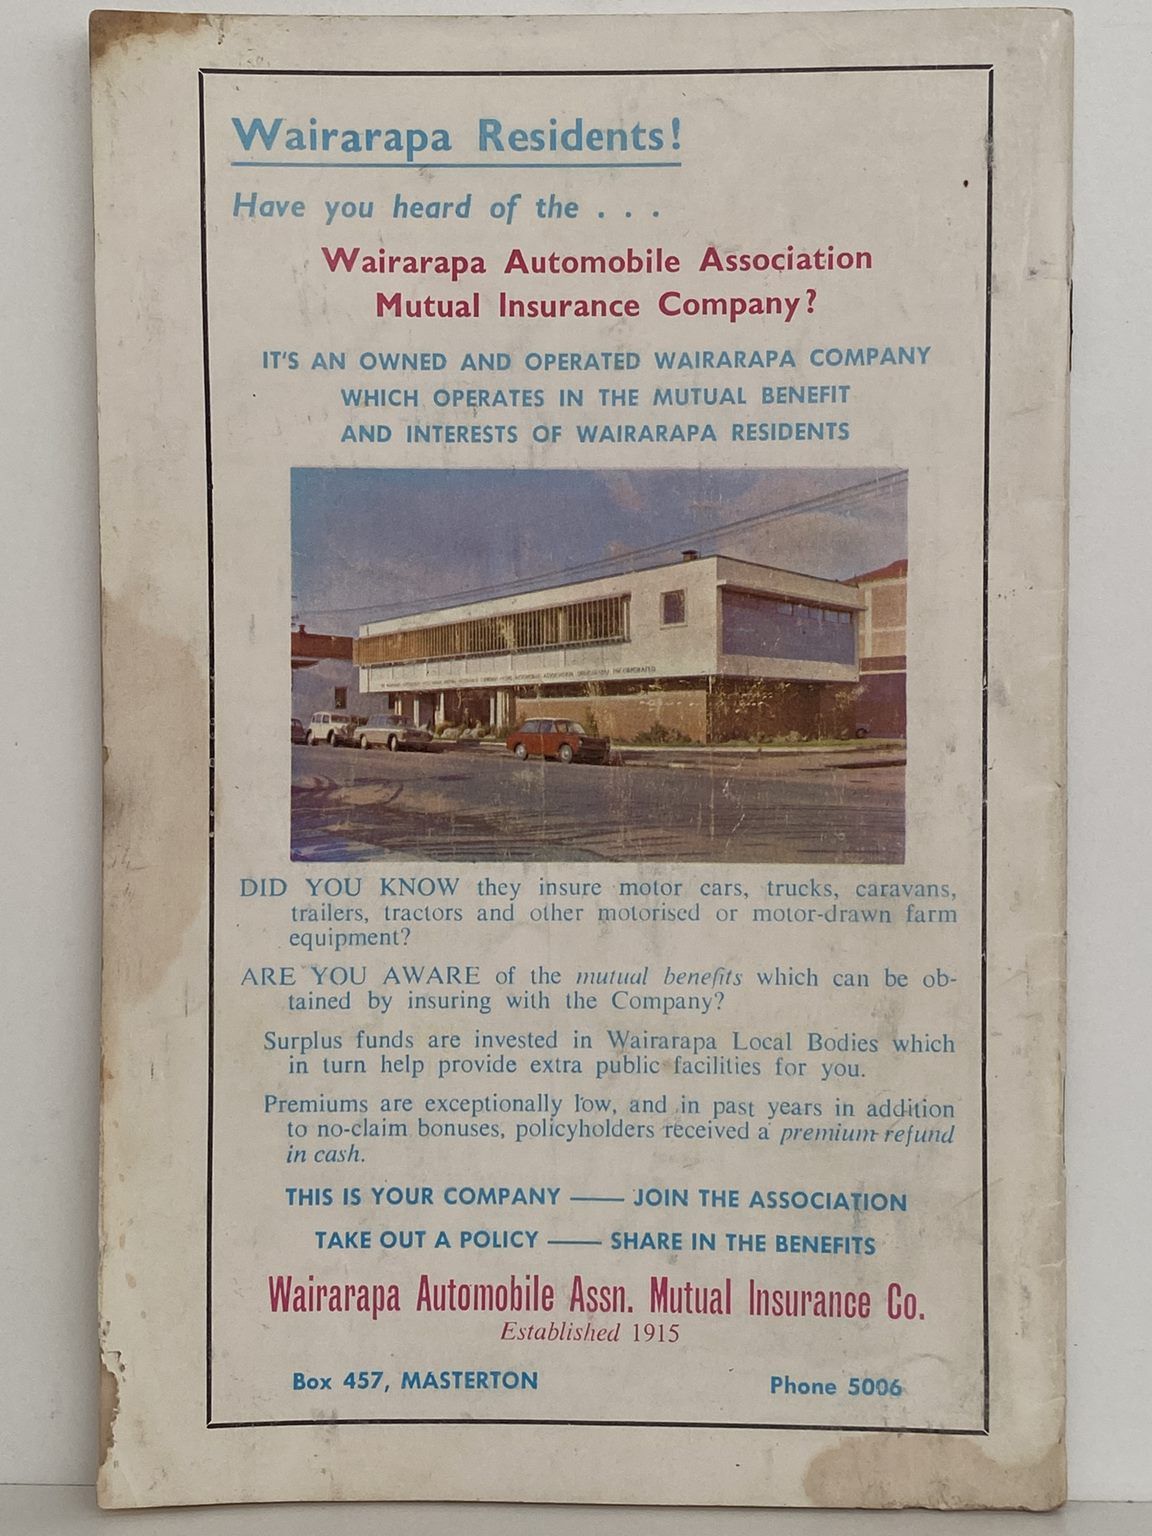 Wairarapa Residents!
Have you heard of the . . .
Wairarapa Automobile Association
Mutual Insurance Company?
IT'S AN OWNED AND OPERATED WAIRARAPA COMPANY
WHICH OPERATES IN THE MUTUAL BENEFIT
AND INTERESTS OF WAIRARAPA RESIDENTS
DID YOU KNOW they insure motor cars, trucks, caravans,
trailers, tractors and other motorised or motor-drawn farm
equipment?
ARE YOU AWARE of the mutual benefits which can be ob-
tained by insuring with the Company?
Surplus funds are invested in Wairarapa Local Bodies which
in turn help provide extra public facilities for you.
Premiums are exceptionally low, and in past years in addition
to no-claim bonuses, policyholders received a premium refund
in cash.
THIS IS YOUR COMPANY —— JOIN THE ASSOCIATION
TAKE OUT A POLICY —— SHARE IN THE BENEFITS
Wairarapa Automobile Assn. Mutual Insurance Co.
Established 1915
Box 457, MASTERTON Phone 5006